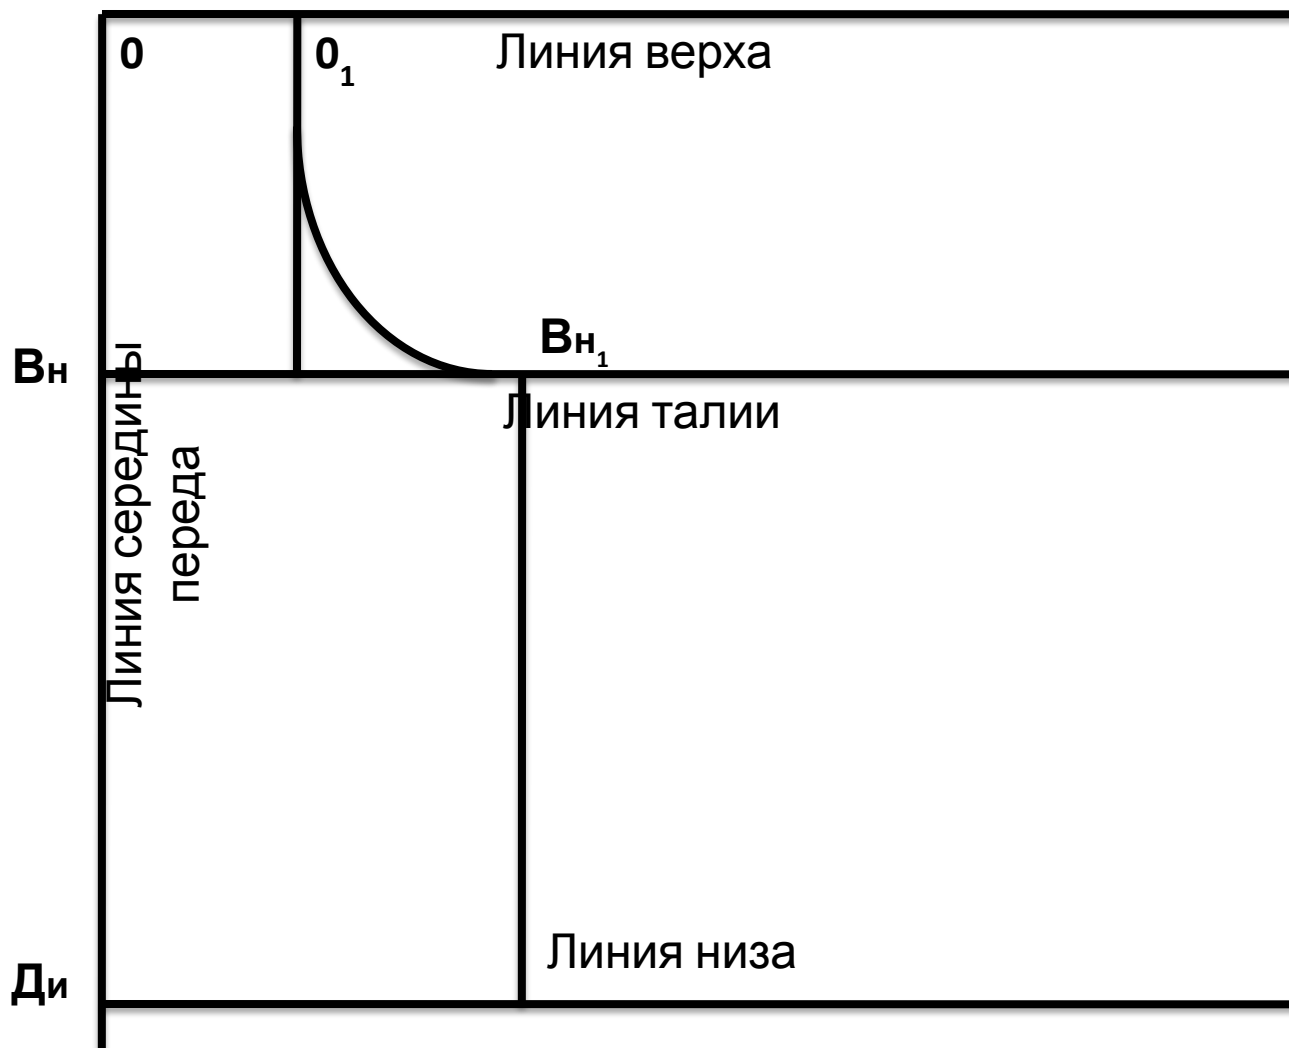 0
0₁
Линия верха
Вн
Вн₁
Линия талии
Линия середины
переда
Линия низа
Ди